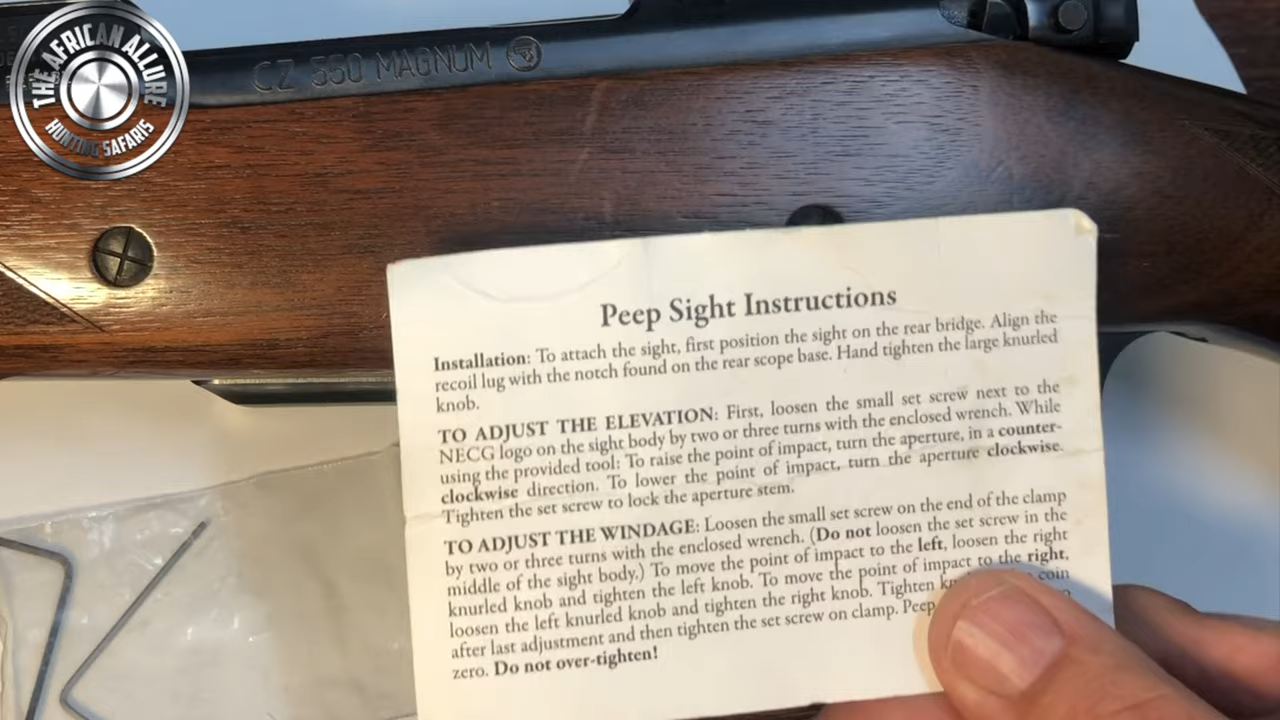 THE AFRICAN ALLURE
HUNTING SAFARIS
CZ 550 MAGNUM
Peep Sight Instructions
Installation: To attach the sight, first position the sight on the rear bridge. Align the
recoil lug with the notch found on the rear scope base. Hand tighten the large knurled
knob.
TO ADJUST THE ELEVATION: First, loosen the small set screw next to the
NECG logo on the sight body by two or three turns with the enclosed wrench. While
using the provided tool: To raise the point of impact, turn the aperture, in a counter-
clockwise direction. To lower the point of impact, turn the aperture clockwise.
Tighten the set screw to lock the aperture stem.
TO ADJUST THE WINDAGE: Loosen the small set screw on the end of the clamp
by two or three turns with the enclosed wrench. (Do not loosen the set screw in the
middle of the sight body.) To move the point of impact to the left, loosen the right
knurled knob and tighten the left knob. To move the point of impact to the right,
loosen the left knurled knob and tighten the right knob. Tighten coin
after last adjustment and then tighten the set screw on clamp. Peep
zero. Do not over-tighten!